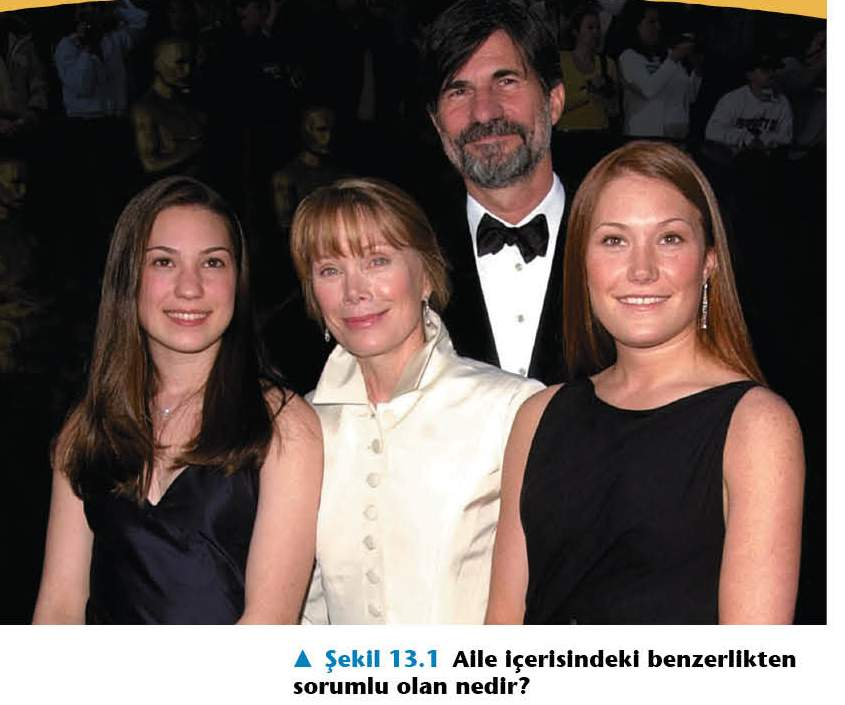 ▲ Şekil 13.1 Aile içerisindeki benzerlikten
sorumlu olan nedir?